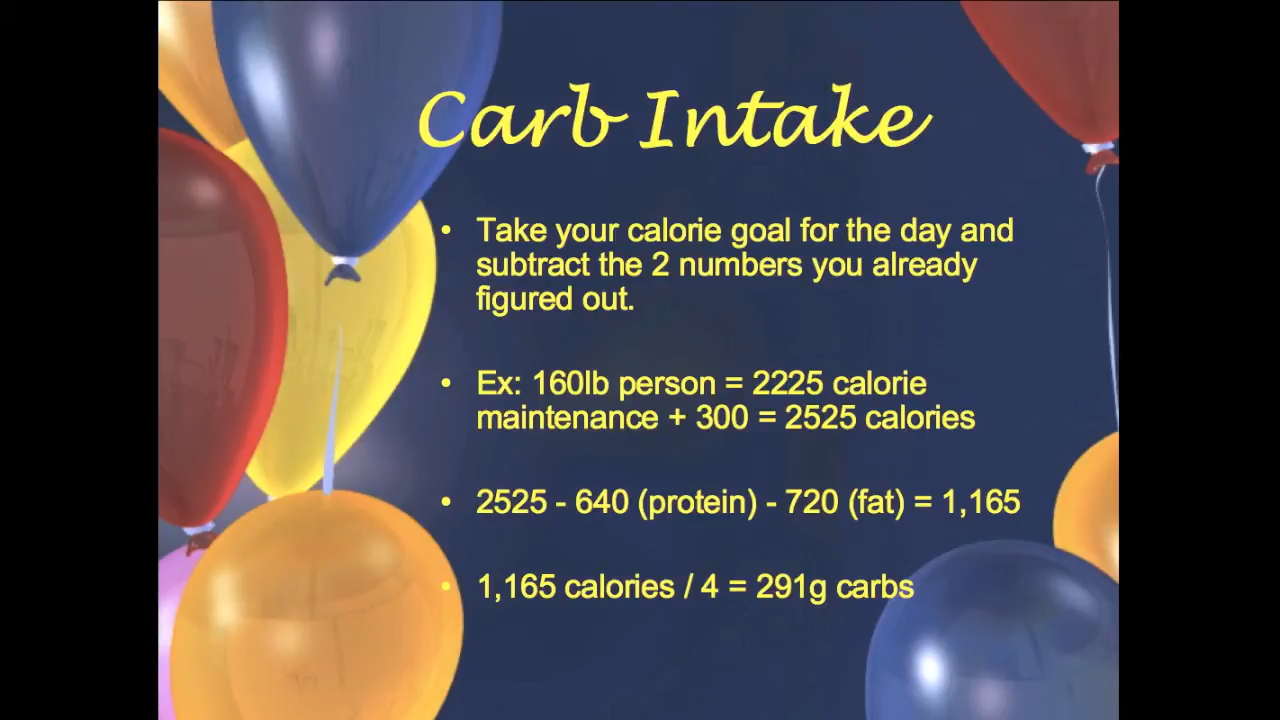 Carb Intake
• Take your calorie goal for the day and
subtract the 2 numbers you already
figured out.
• Ex: 160lb person = 2225 calorie
maintenance + 300 = 2525 calories
• 2525 - 640 (protein) - 720 (fat) = 1,165
• 1,165 calories / 4 = 291g carbs